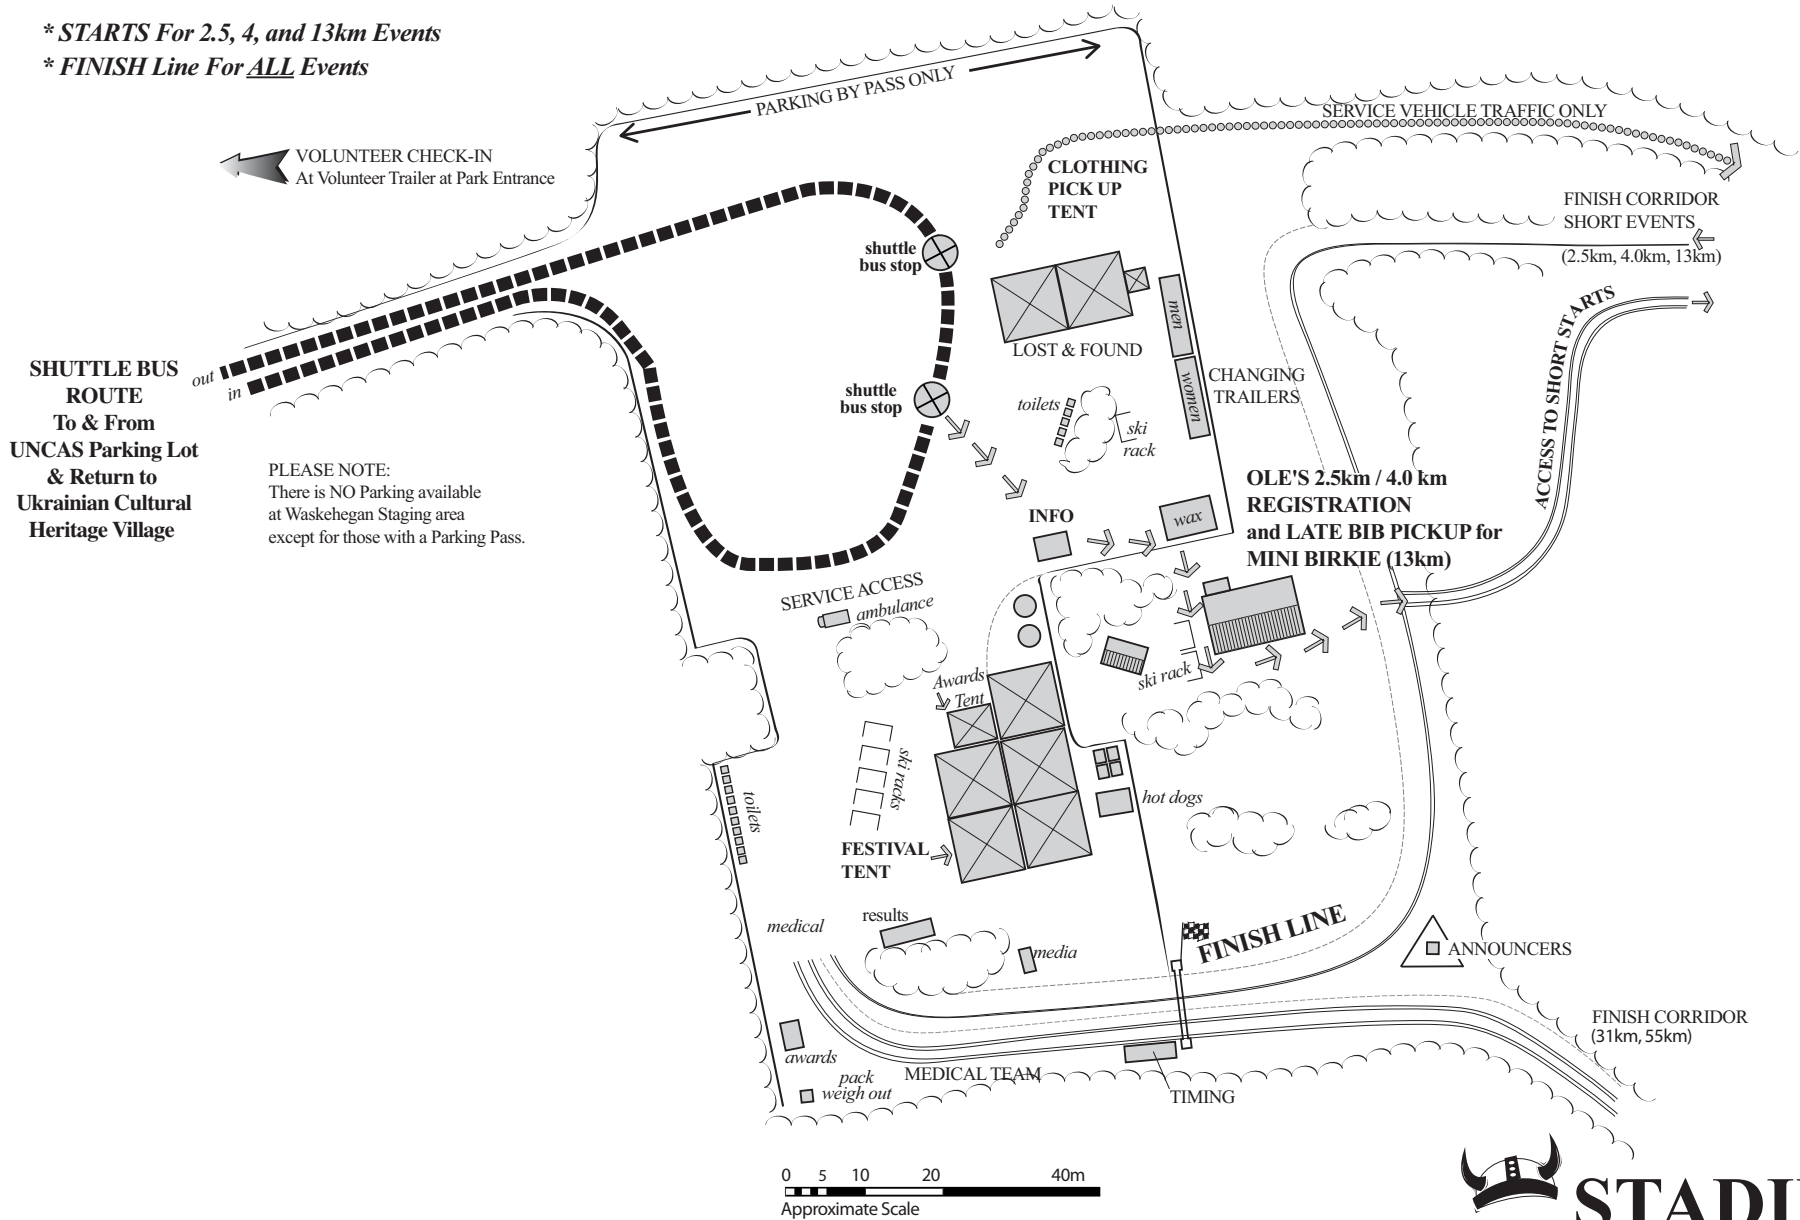 * STARTS For 2.5, 4, and 13km Events
* FINISH Line For ALL Events
PARKING BY PASS ONLY
SERVICE VEHICLE TRAFFIC ONLY
VOLUNTEER CHECK-IN
At Volunteer Trailer at Park Entrance
CLOTHING
PICK UP
TENT
FINISH CORRIDOR
SHORT EVENTS
(2.5km, 4.0km, 13km)
shuttle
bus stop
men
LOST & FOUND
ACCESS TO SHORT STARTS
SHUTTLE BUS
ROUTE
To & From
UNCAS Parking Lot
& Return to
Ukrainian Cultural
Heritage Village
out
in
shuttle
bus stop
women
CHANGING
TRAILERS
toilets
ski
rack
PLEASE NOTE:
There is NO Parking available
at Waskehegan Staging area
except for those with a Parking Pass.
OLE'S 2.5km / 4.0 km
REGISTRATION
and LATE BIB PICKUP for
MINI BIRKIE (13km)
INFO
wax
SERVICE ACCESS
ambulance
ski rack
Awards
Tent
ski racks
toilets
hot dogs
FESTIVAL
TENT
results
medical
media
FINISH LINE
ANNOUNCERS
FINISH CORRIDOR
(31km, 55km)
awards
pack
weigh out
MEDICAL TEAM
TIMING
0 5 10 20 40m
Approximate Scale